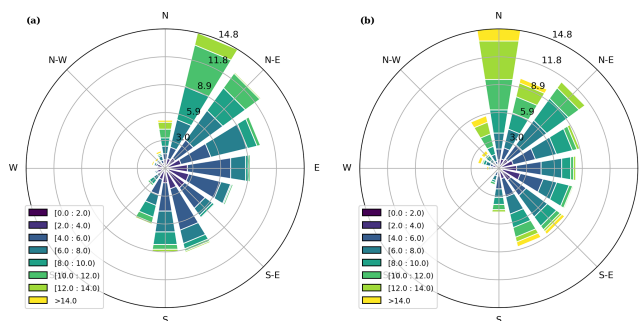 (a)
N
14.8
N-W
11.8
N-E
8.9
5.9
3.0
W
E
[0.0 : 2.0)
[2.0 : 4.0)
[4.0 : 6.0)
[6.0 : 8.0)
[8.0 : 10.0)
[10.0 : 12.0)
[12.0 : 14.0)
>14.0
S-E
S
(b)
N
14.8
N-W
11.8
N-E
8.9
5.9
3.0
W
[0.0 : 2.0)
[2.0 : 4.0)
[4.0 : 6.0)
[6.0 : 8.0)
[8.0 : 10.0)
[10.0 : 12.0)
[12.0 : 14.0)
>14.0
S-E
S